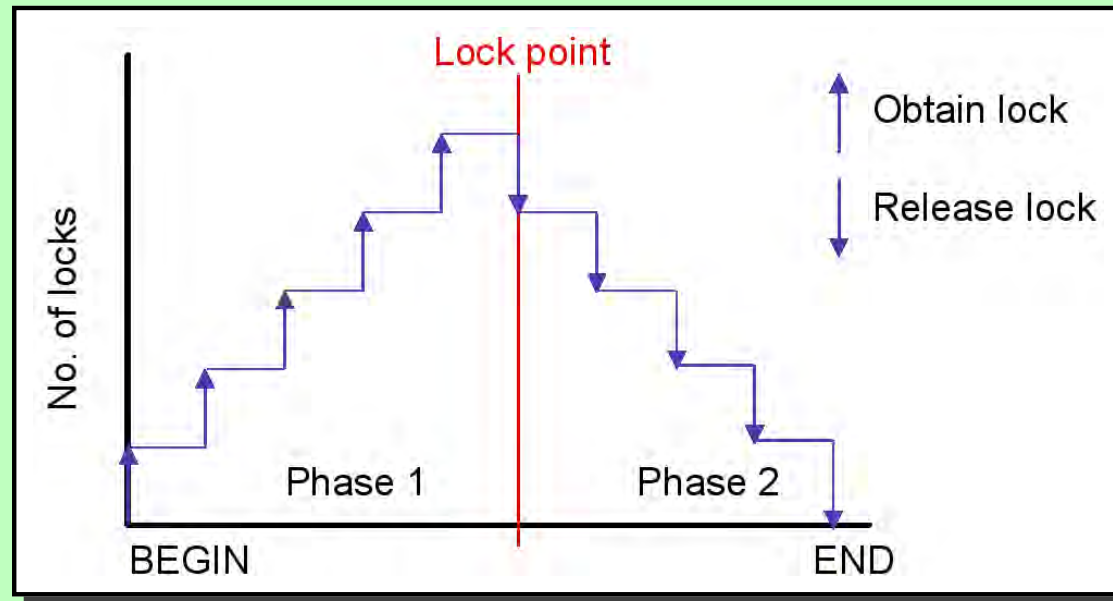 Lock point
Obtain lock
Release lock
No. of locks
Phase 1
Phase 2
BEGIN
END